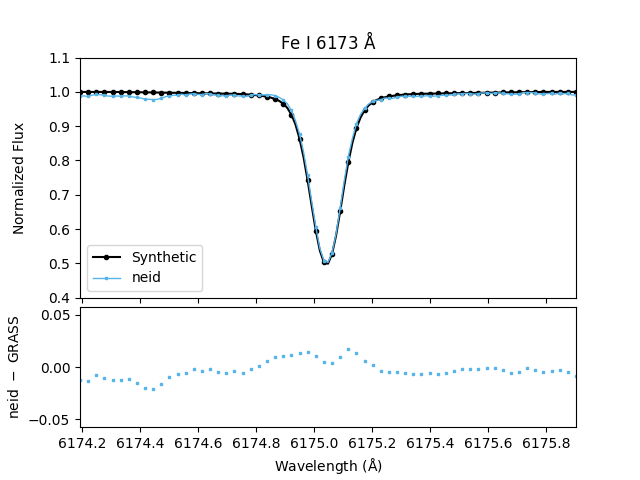 Fe I 6173 Å
1.1
1.0
0.9
0.8
0.7
0.6
0.5
0.4
Normalized Flux
Synthetic
neid
0.05
0.00
−0.05
neid − GRASS
6174.2 6174.4 6174.6 6174.8 6175.0 6175.2 6175.4 6175.6 6175.8
Wavelength (Å)